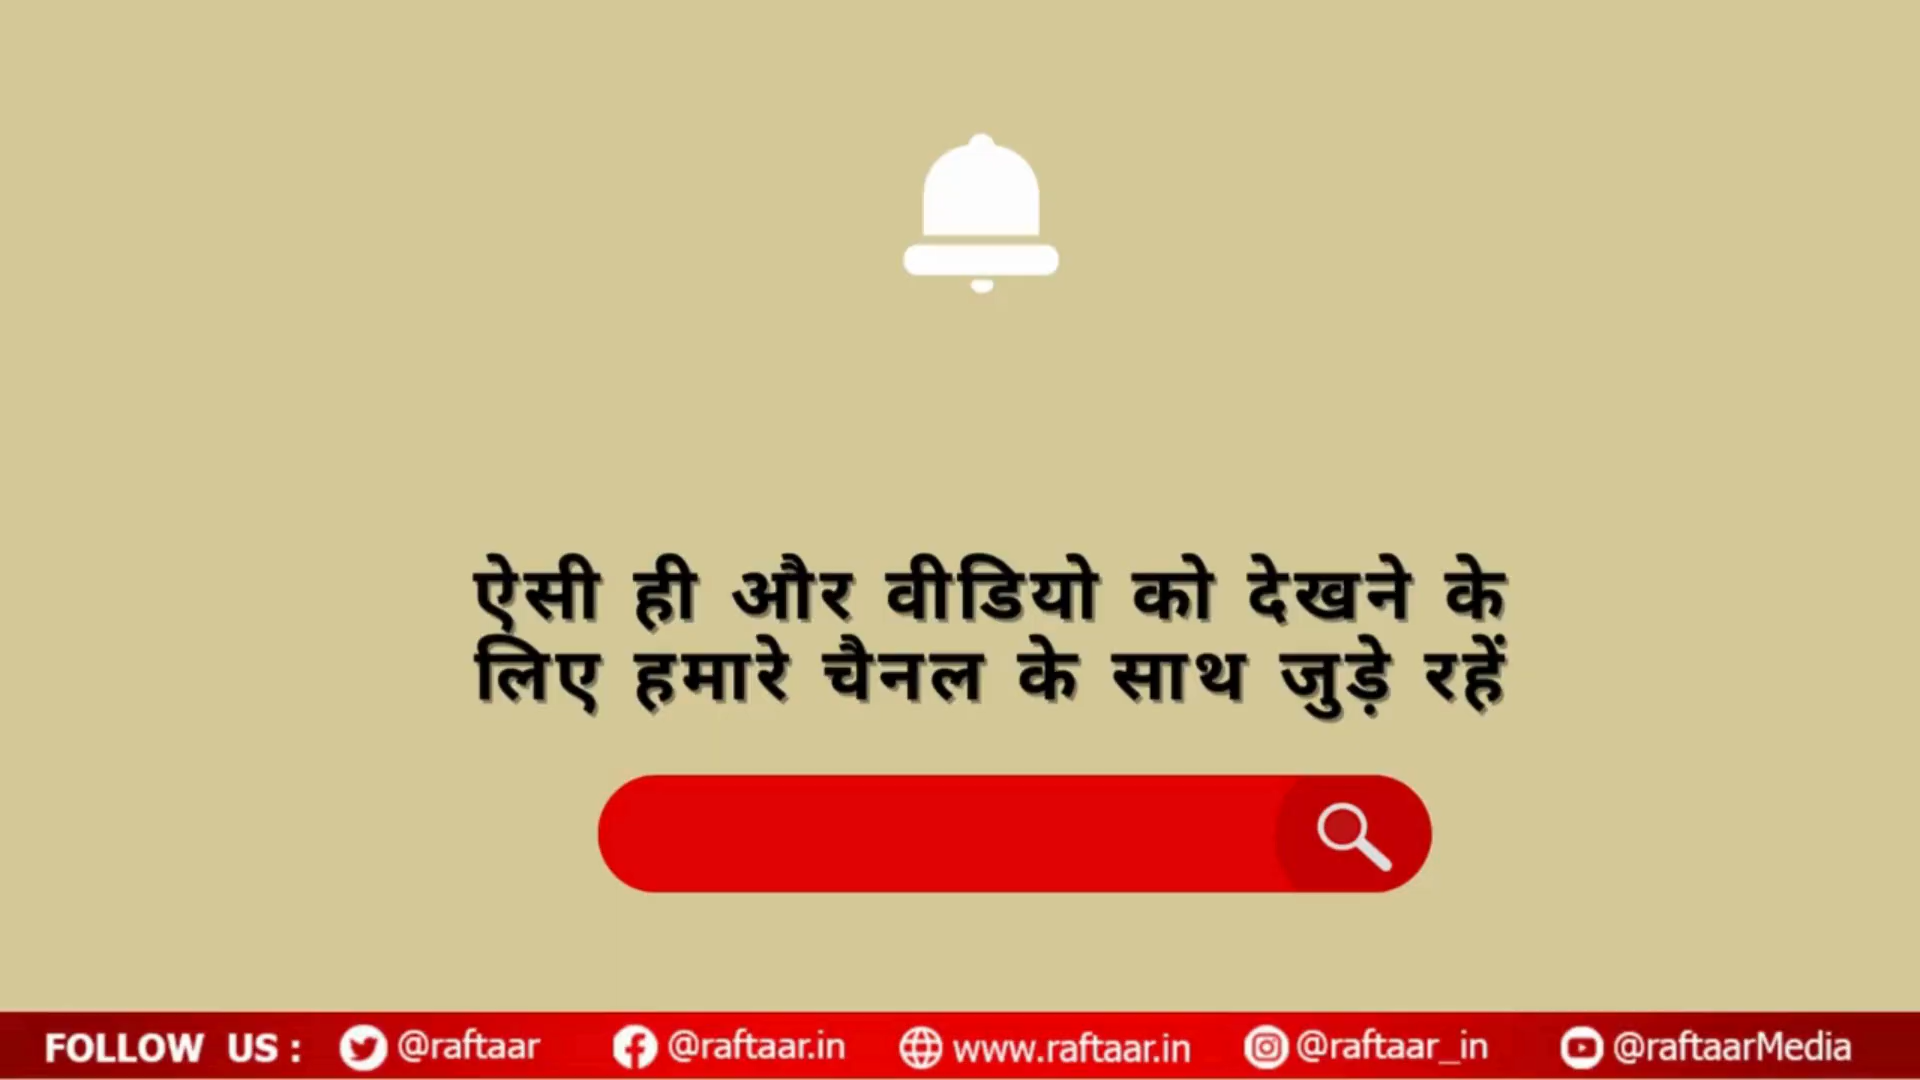 ऐसी ही और वीडियो को देखने के
लिए हमारे चैनल के साथ जुड़े रहें
FOLLOW US : @raftaar @raftaar.in www.raftaar.in @raftaar_in @raftaarMedia